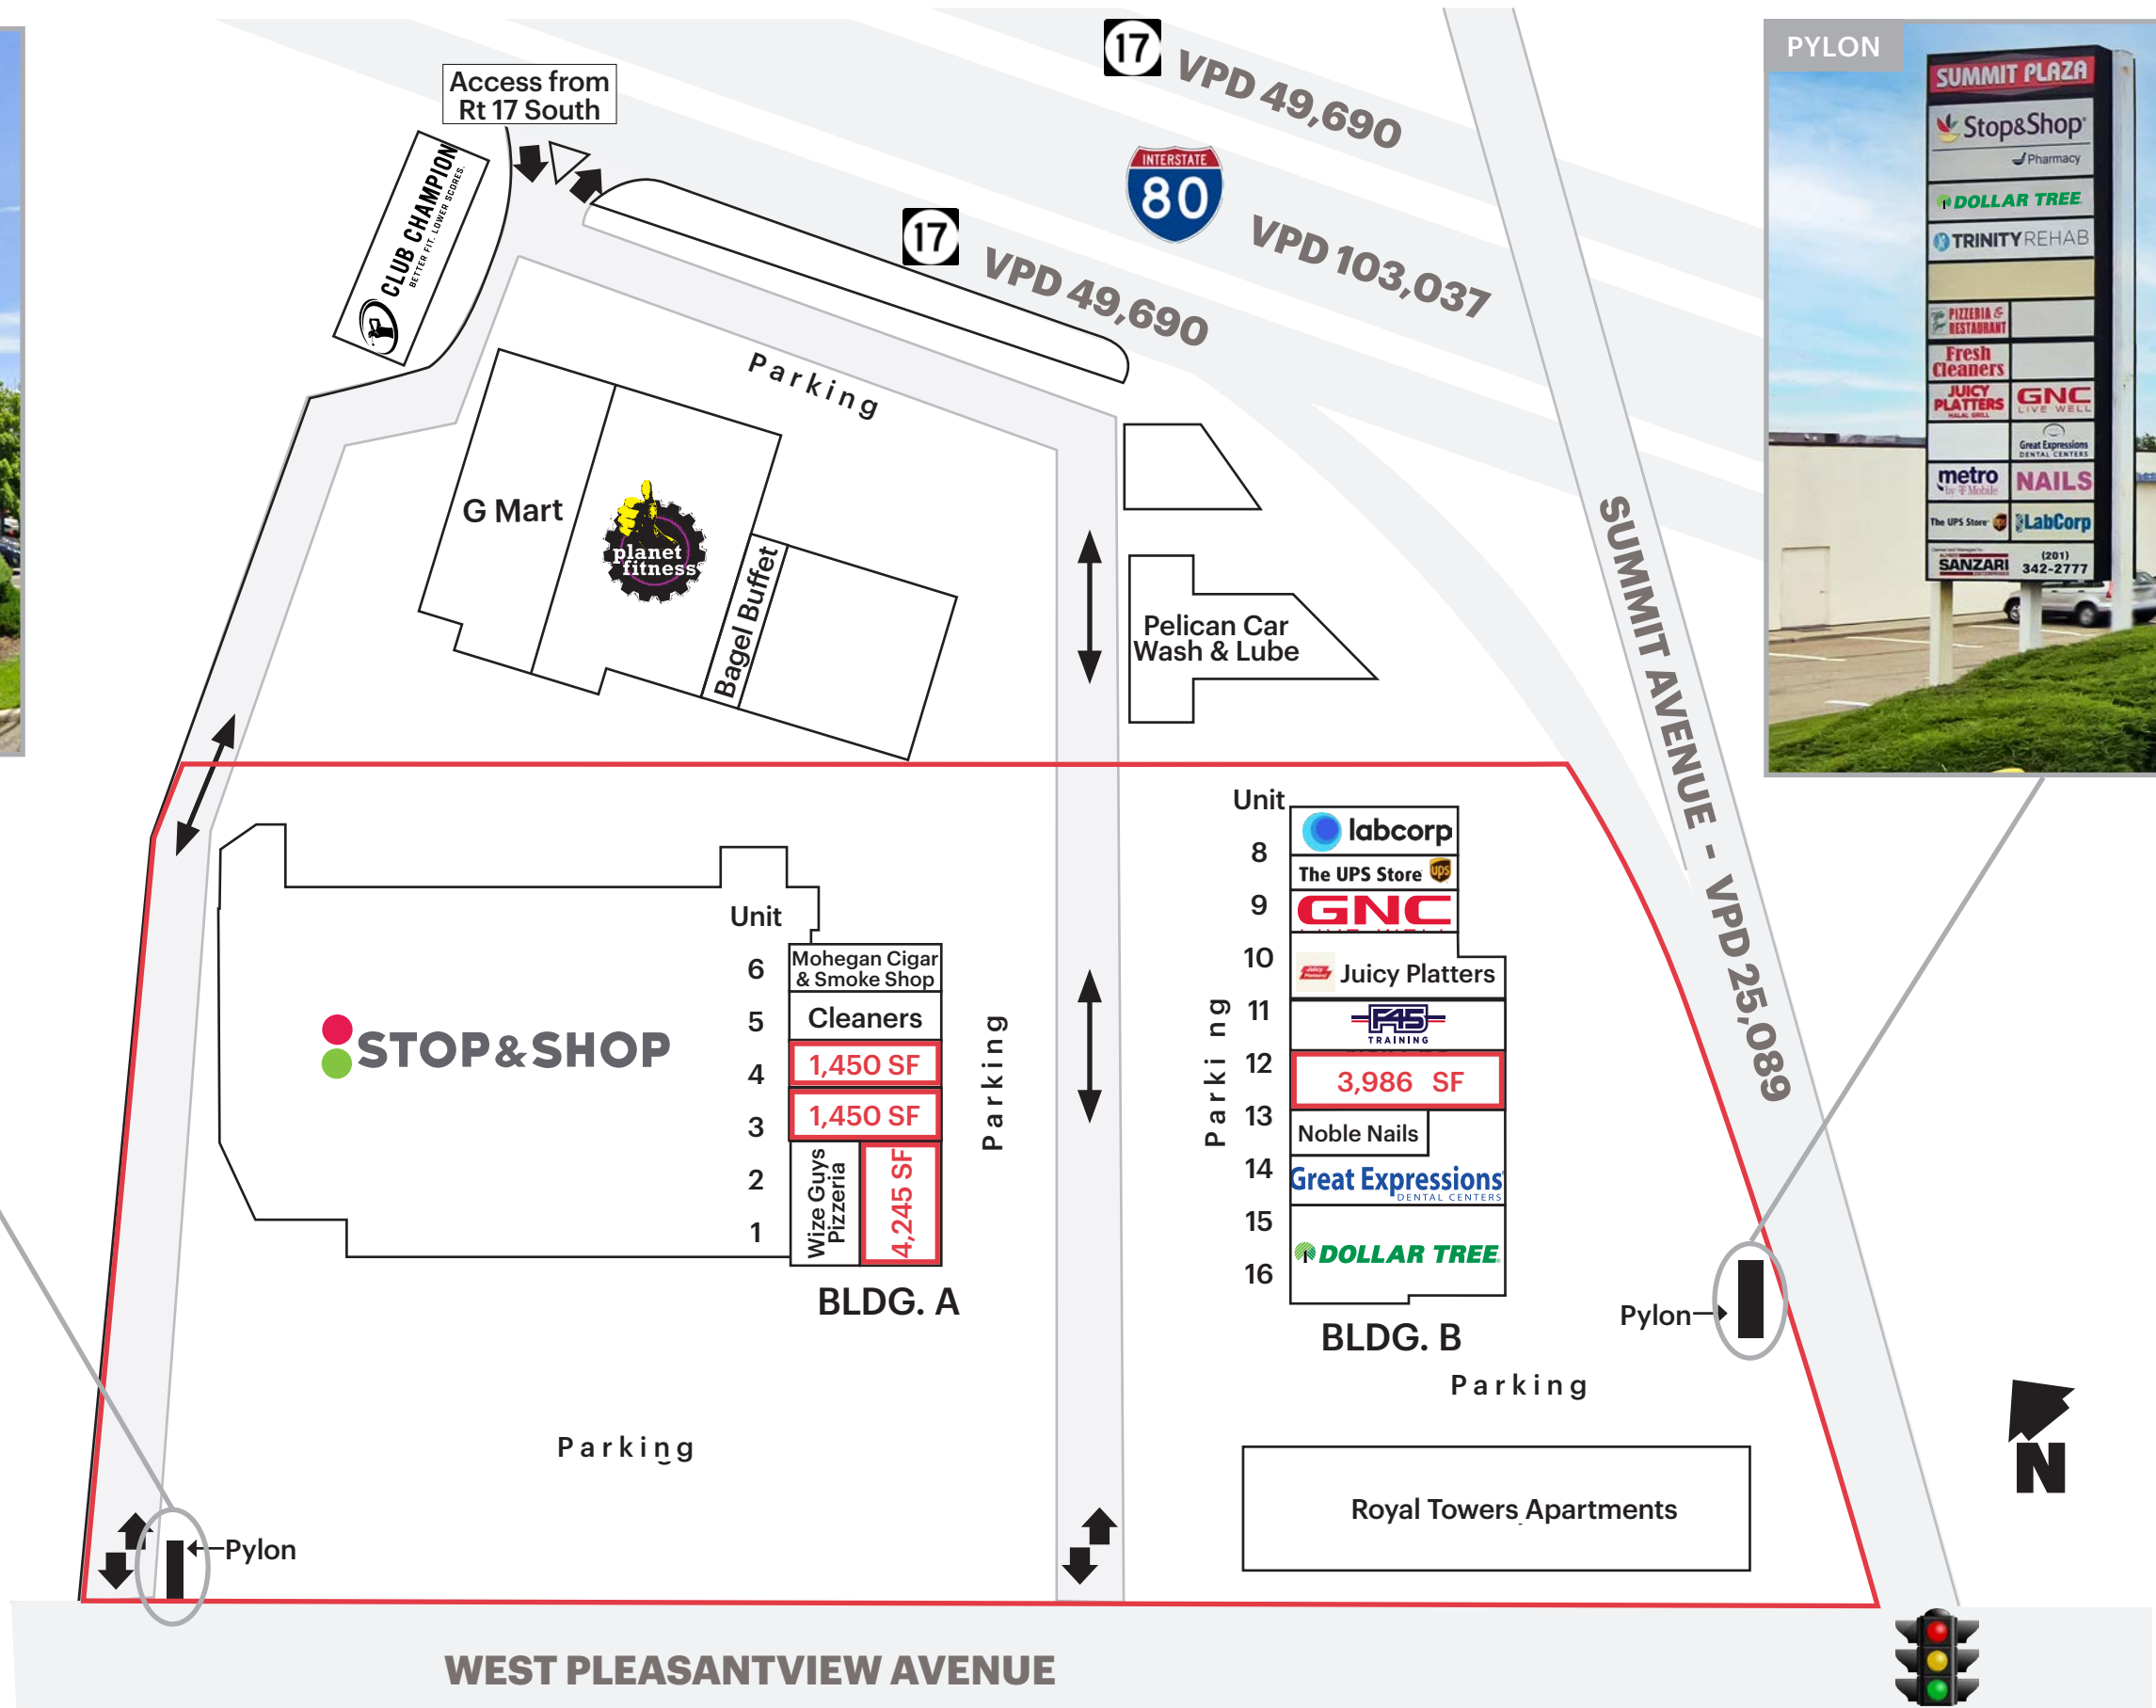 17
VPD 49,690
Access from
Rt 17 South
CLUB CHAMPION
BETTER FIT. LOWER SCORES.
INTERSTATE
80
VPD 103,037
17
VPD 49,690
PYLON
SUMMIT PLAZA
Stop&Shop
Pharmacy
DOLLAR TREE
TRINITY REHAB
PIZZERIA &
RESTAURANT
Fresh
Cleaners
JUICY
PLATTERS
HALAL GRILL
GNC
LIVE WELL
Great Expressions
DENTAL CENTERS
metro
by T Mobile
NAILS
The UPS Store
LabCorp
SANZARI
(201)
342-2777
Parking
G Mart
planet
fitness
Bagel Buffet
Pelican Car
Wash & Lube
SUMMIT AVENUE - VPD 25,089
STOP&SHOP
Unit
6
Mohegan Cigar
& Smoke Shop
5
Cleaners
4
1,450 SF
3
1,450 SF
2
1
Wize Guys
Pizzeria
4,245 SF
BLDG. A
Parking
Parki ng
Unit
labcorp
8
The UPS Store
ups
9
GNC
10
Juicy Platters
11
F45
TRAINING
12
3,986 SF
13
Noble Nails
14
Great Expressions
DENTAL CENTERS
15
DOLLAR TREE
16
BLDG. B
Pylon
Parking
Parking
Royal Towers Apartments
N
Pylon
WEST PLEASANTVIEW AVENUE